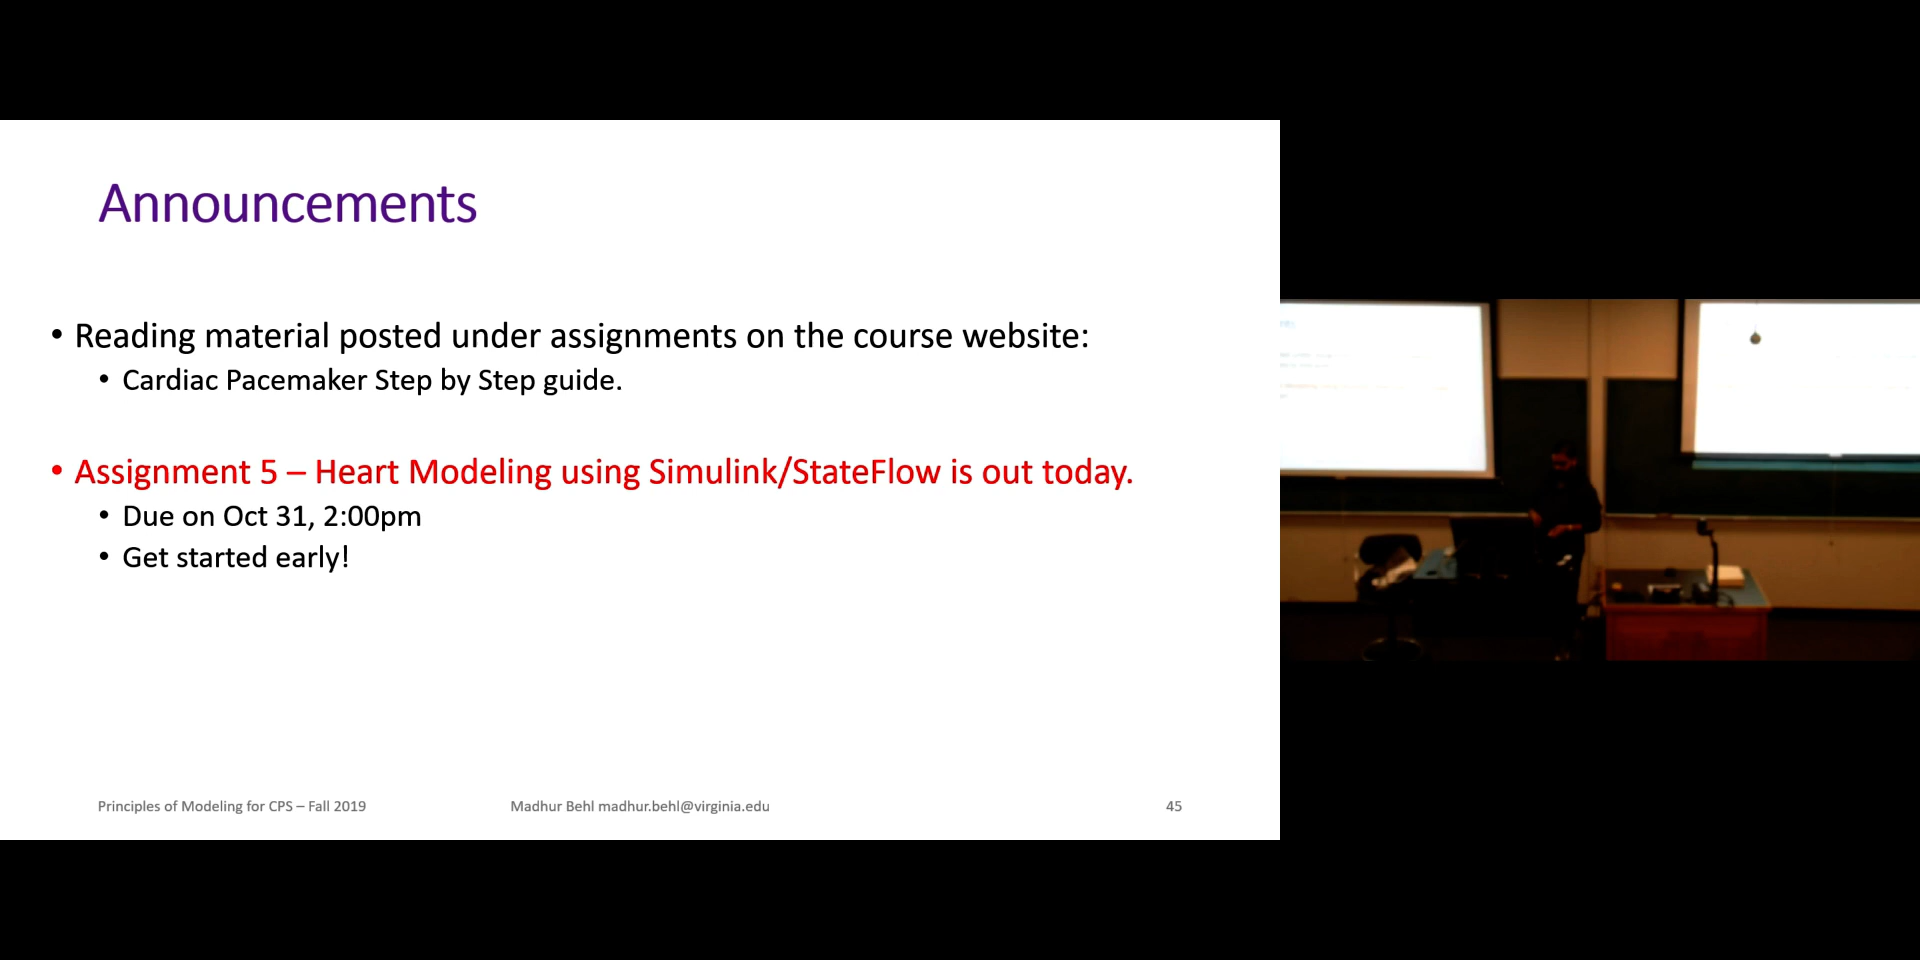 Announcements
• Reading material posted under assignments on the course website:
• Cardiac Pacemaker Step by Step guide.
• Assignment 5 – Heart Modeling using Simulink/StateFlow is out today.
• Due on Oct 31, 2:00pm
• Get started early!
Principles of Modeling for CPS – Fall 2019
Madhur Behl madhur.behl@virginia.edu
45